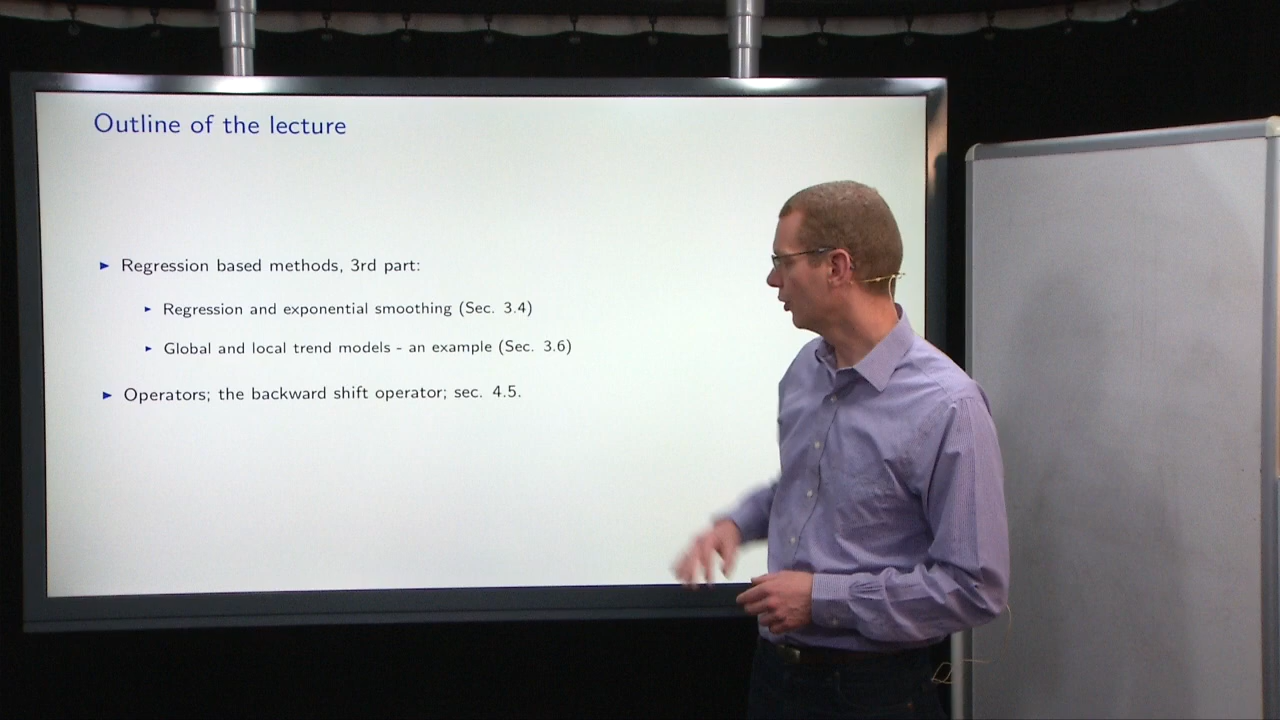 Outline of the lecture
► Regression based methods, 3rd part:
► Regression and exponential smoothing (Sec. 3.4)
► Global and local trend models - an example (Sec. 3.6)
► Operators; the backward shift operator; sec. 4.5.